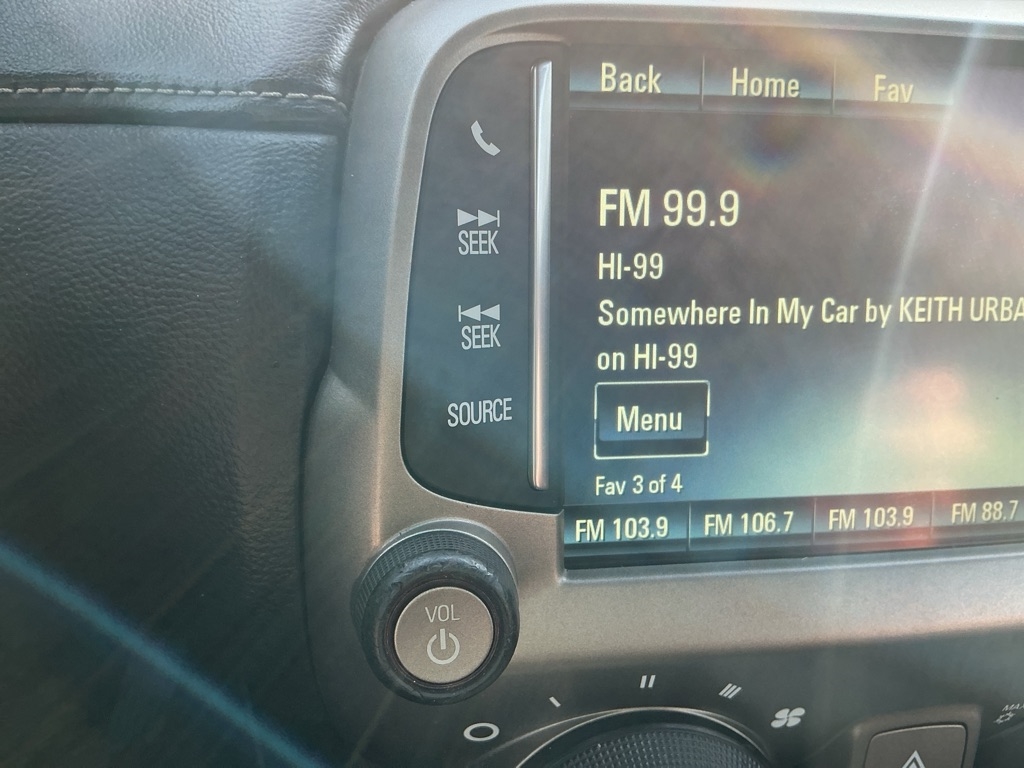 Back Home Fav
SEEK
SEEK
SOURCE
FM 99.9
HI-99
Somewhere In My Car by KEITH URBA
on HI-99
Menu
Fav 3 of 4
FM 103.9 FM 106.7 FM 103.9 FM 88.7
VOL